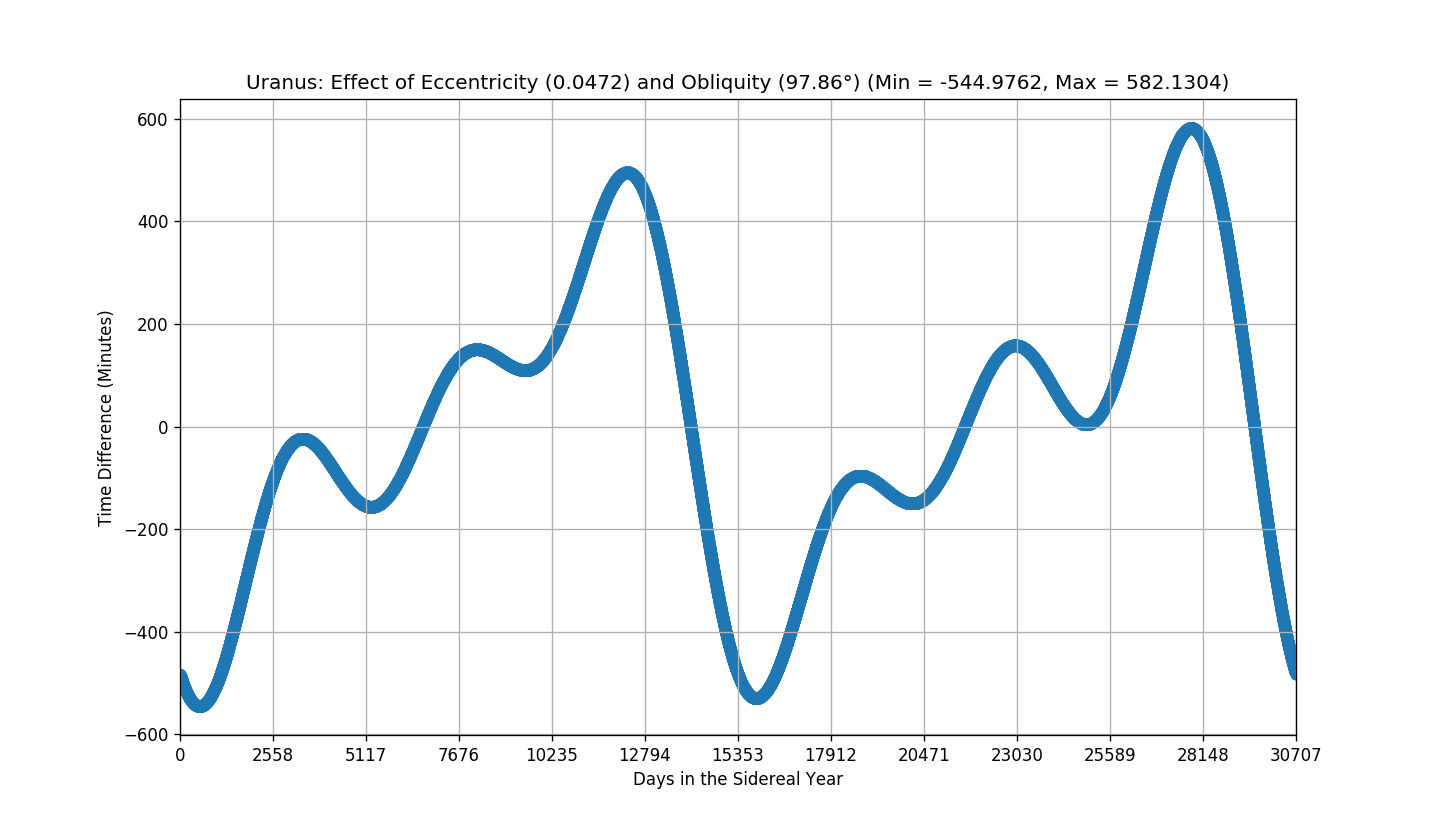 Uranus: Effect of Eccentricity (0.0472) and Obliquity (97.86°) (Min = -544.9762, Max = 582.1304)
600
400
200
0
−200
−400
−600
Time Difference (Minutes)
0 2558 5117 7676 10235 12794 15353 17912 20471 23030 25589 28148 30707
Days in the Sidereal Year